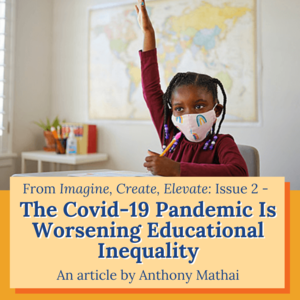 From Imagine, Create, Elevate: Issue 2 -
The Covid-19 Pandemic Is
Worsening Educational
Inequality
An article by Anthony Mathai